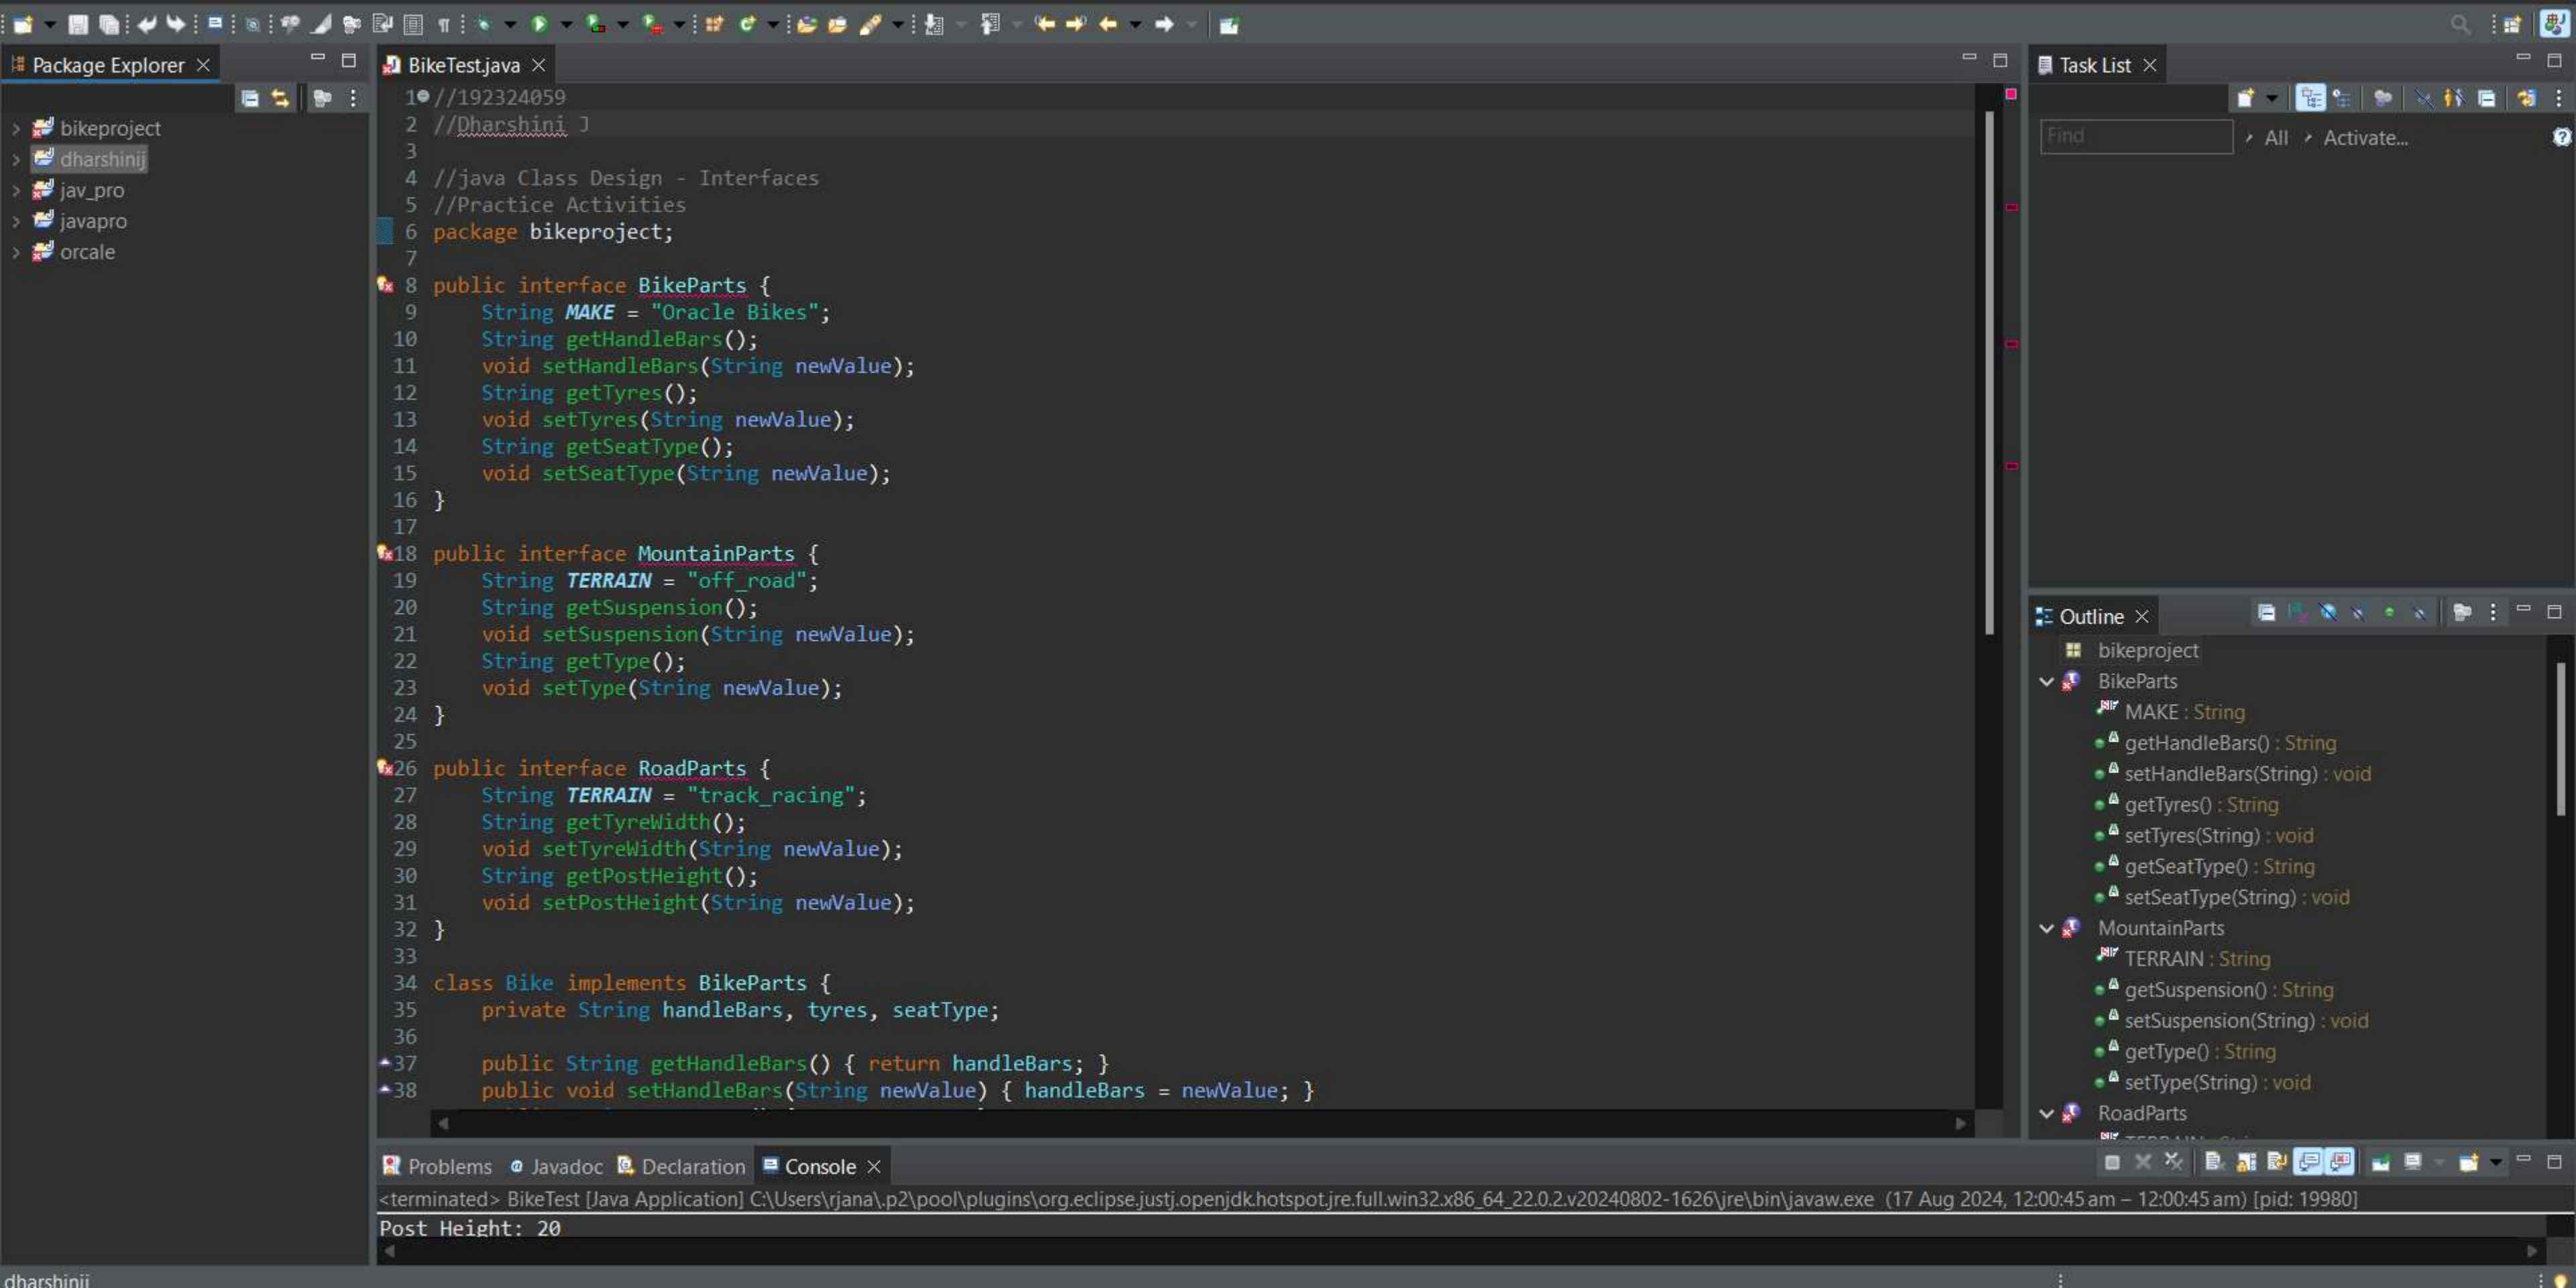 Package Explorer
bikeproject
dharshinij
jav_pro
javapro
orcale
BikeTest.java
1 //192324059
2 //Dharshini J
3
4 //java Class Design - Interfaces
5 //Practice Activities
6 package bikeproject;
7
8 public interface BikeParts {
9 String MAKE = "Oracle Bikes";
10 String getHandleBars();
11 void setHandleBars(String newValue);
12 String getTyres();
13 void setTyres(String newValue);
14 String getSeatType();
15 void setSeatType(String newValue);
16 }
17
18 public interface MountainParts {
19 String TERRAIN = "off_road";
20 String getSuspension();
21 void setSuspension(String newValue);
22 String getType();
23 void setType(String newValue);
24 }
25
26 public interface RoadParts {
27 String TERRAIN = "track_racing";
28 String getTyreWidth();
29 void setTyreWidth(String newValue);
30 String getPostHeight();
31 void setPostHeight(String newValue);
32 }
33
34 class Bike implements BikeParts {
35 private String handleBars, tyres, seatType;
36
37 public String getHandleBars() { return handleBars; }
38 public void setHandleBars(String newValue) { handleBars = newValue; }
Task List
Find
All
Activate...
Outline
bikeproject
BikeParts
MAKE : String
getHandleBars() : String
setHandleBars(String) : void
getTyres() : String
setTyres(String) : void
getSeatType() : String
setSeatType(String) : void
MountainParts
TERRAIN : String
getSuspension() : String
setSuspension(String) : void
getType() : String
setType(String) : void
RoadParts
Problems
Javadoc
Declaration
Console
<terminated> BikeTest [Java Application] C:\Users\rjana\.p2\pool\plugins\org.eclipse.justj.openjdk.hotspot.jre.full.win32.x86_64_22.0.2.v20240802-1626\jre\bin\javaw.exe (17 Aug 2024, 12:00:45 am – 12:00:45 am) [pid: 19980]
Post Height: 20
dharshinij